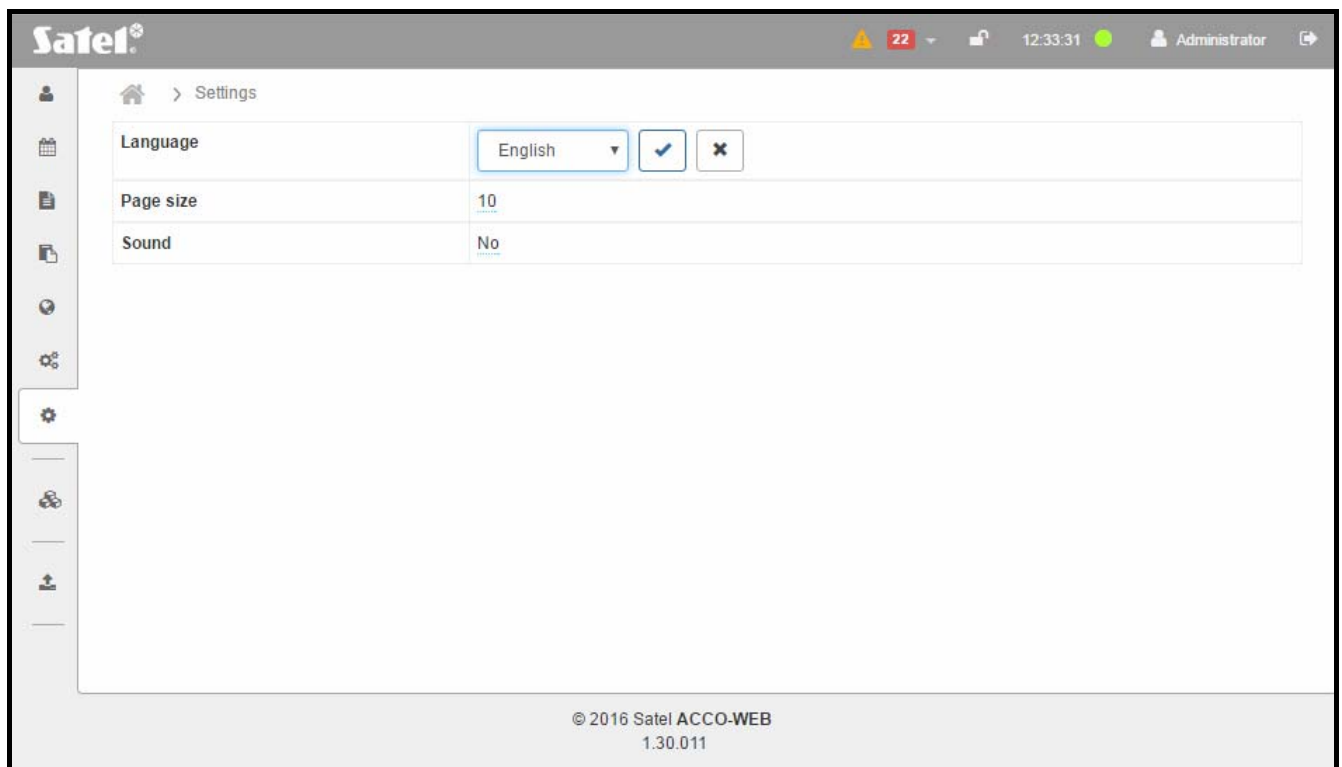 Satel®
22 12:33:31 Administrator
> Settings
Language English
Page size 10
Sound No
© 2016 Satel ACCO-WEB
1.30.011